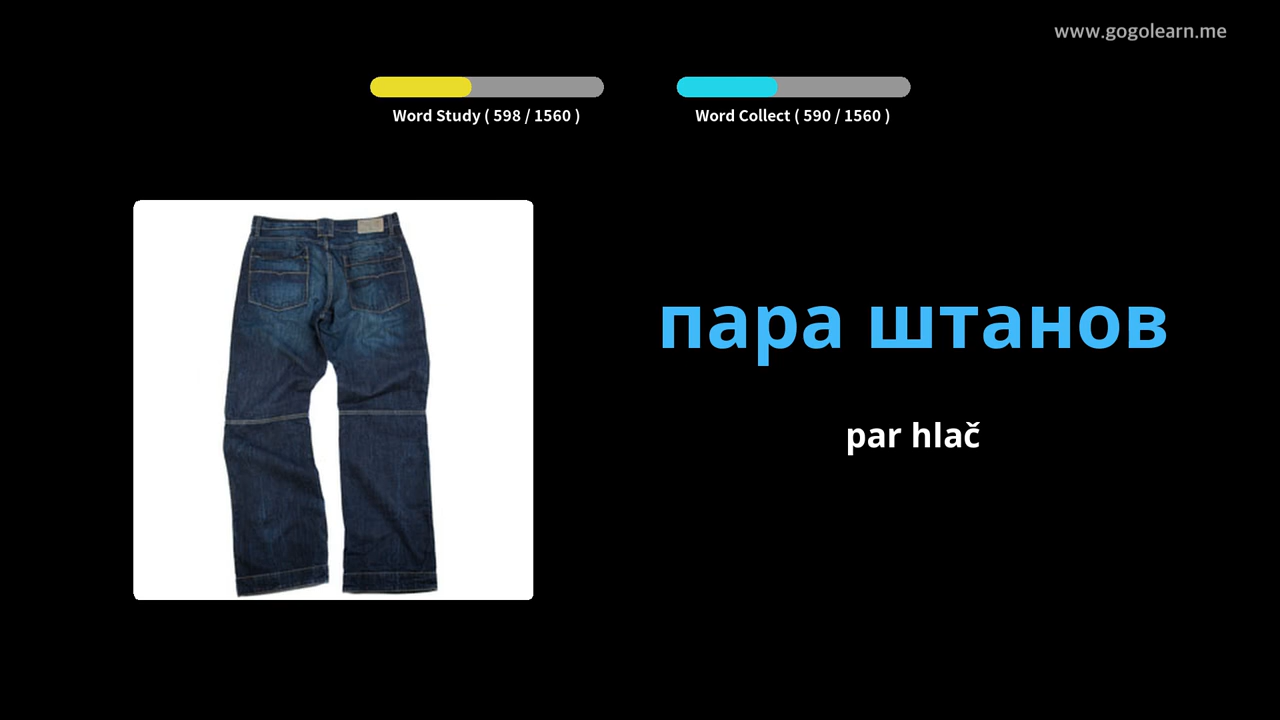 www.gogolearn.me
Word Study ( 598 / 1560 )
Word Collect ( 590 / 1560 )
пара штанов
par hlač